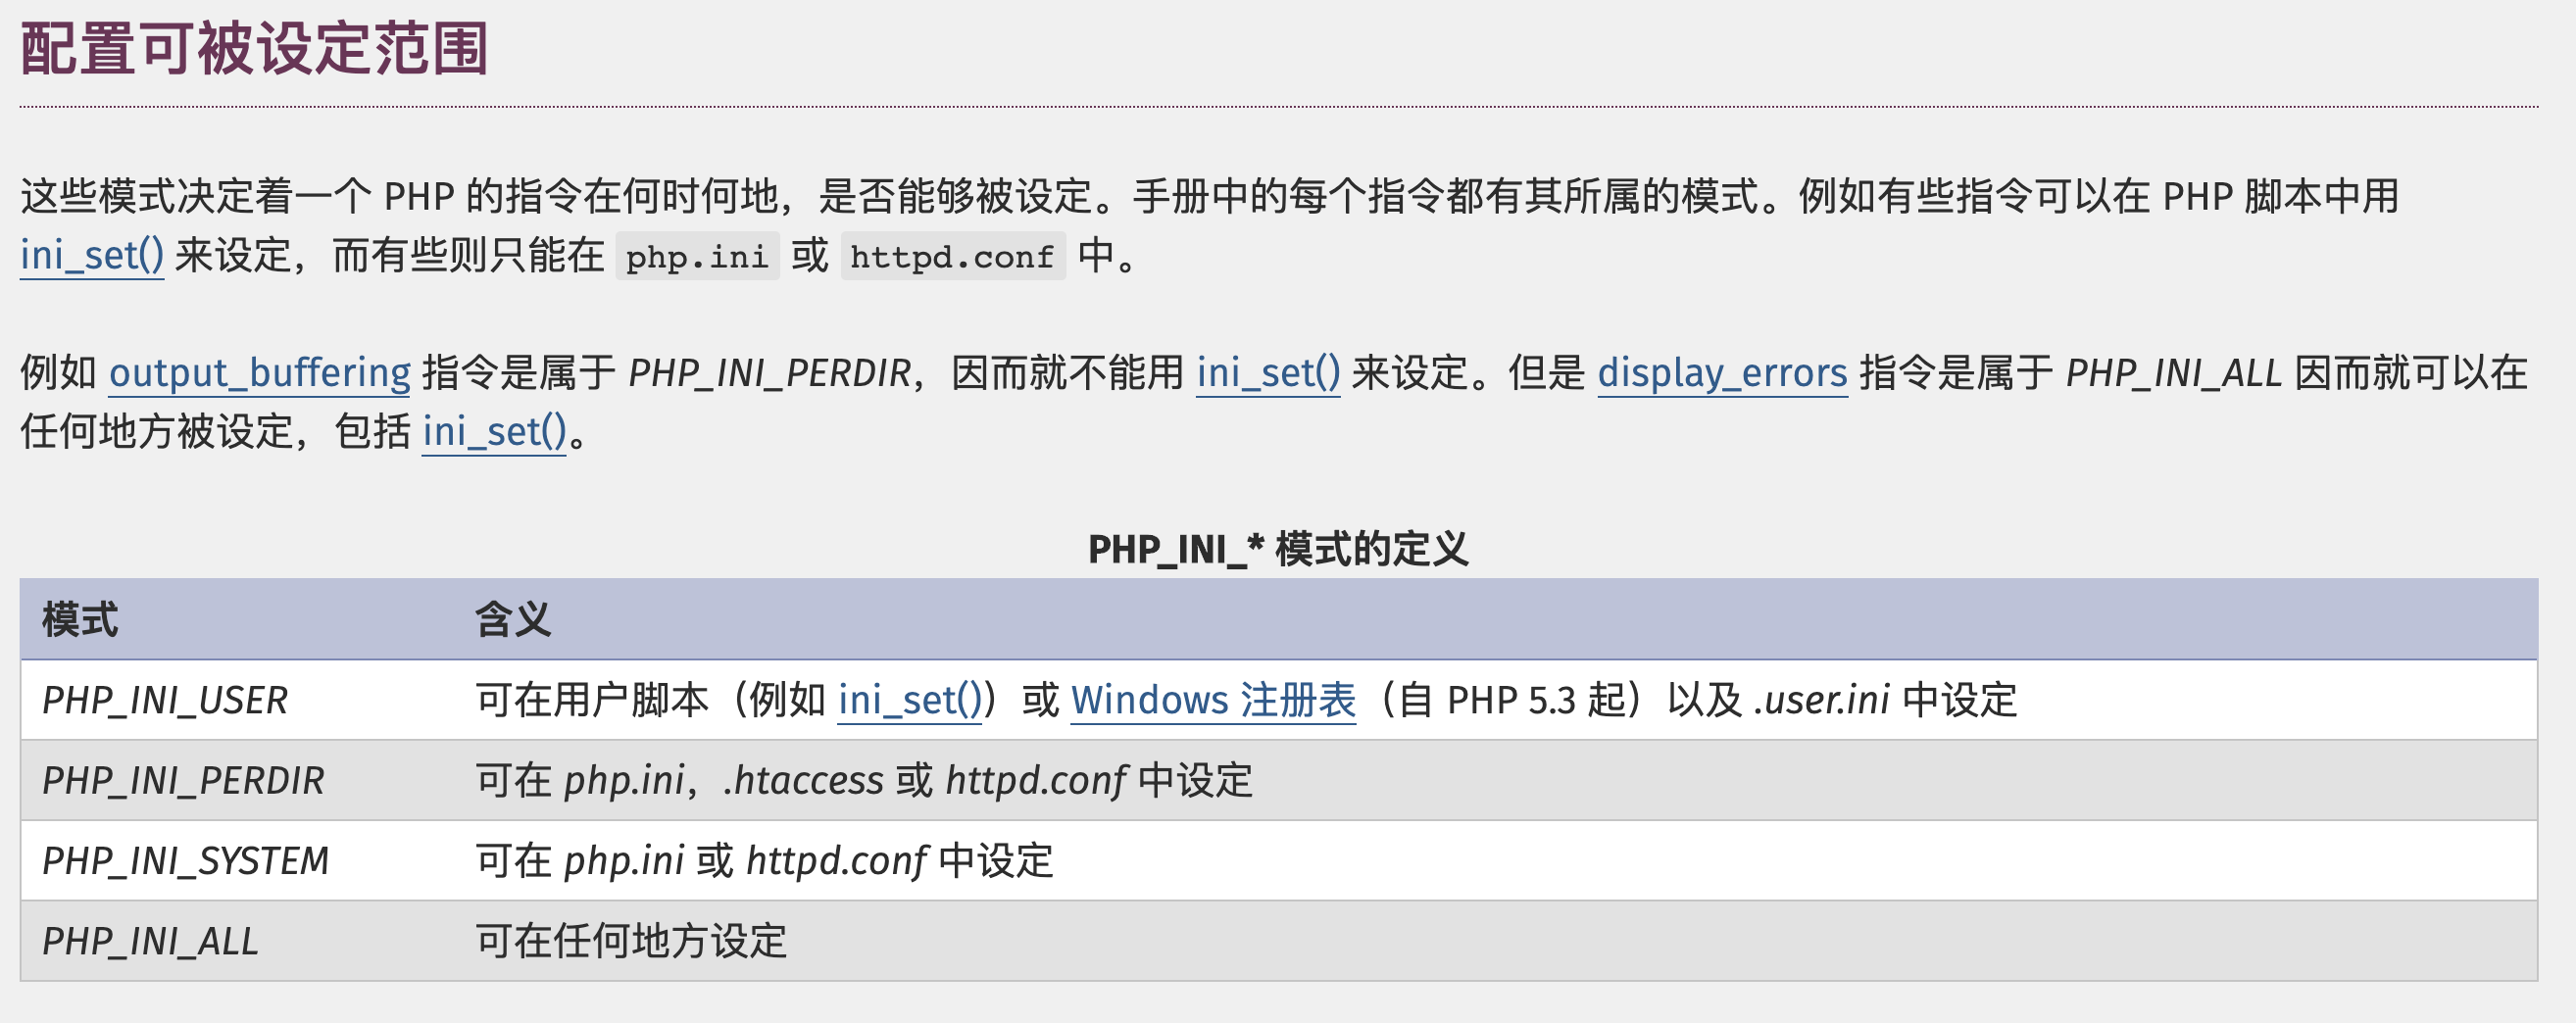 配置可被设定范围
这些模式决定着一个 PHP 的指令在何时何地，是否能够被设定。手册中的每个指令都有其所属的模式。例如有些指令可以在 PHP 脚本中用
ini_set() 来设定，而有些则只能在 php.ini 或 httpd.conf 中。
例如 output_buffering 指令是属于 PHP_INI_PERDIR，因而就不能用 ini_set() 来设定。但是 display_errors 指令是属于 PHP_INI_ALL 因而就可以在
任何地方被设定，包括 ini_set()。
PHP_INI_* 模式的定义
模式 含义
PHP_INI_USER 可在用户脚本（例如 ini_set()）或 Windows 注册表（自 PHP 5.3 起）以及 .user.ini 中设定
PHP_INI_PERDIR 可在 php.ini，.htaccess 或 httpd.conf 中设定
PHP_INI_SYSTEM 可在 php.ini 或 httpd.conf 中设定
PHP_INI_ALL 可在任何地方设定